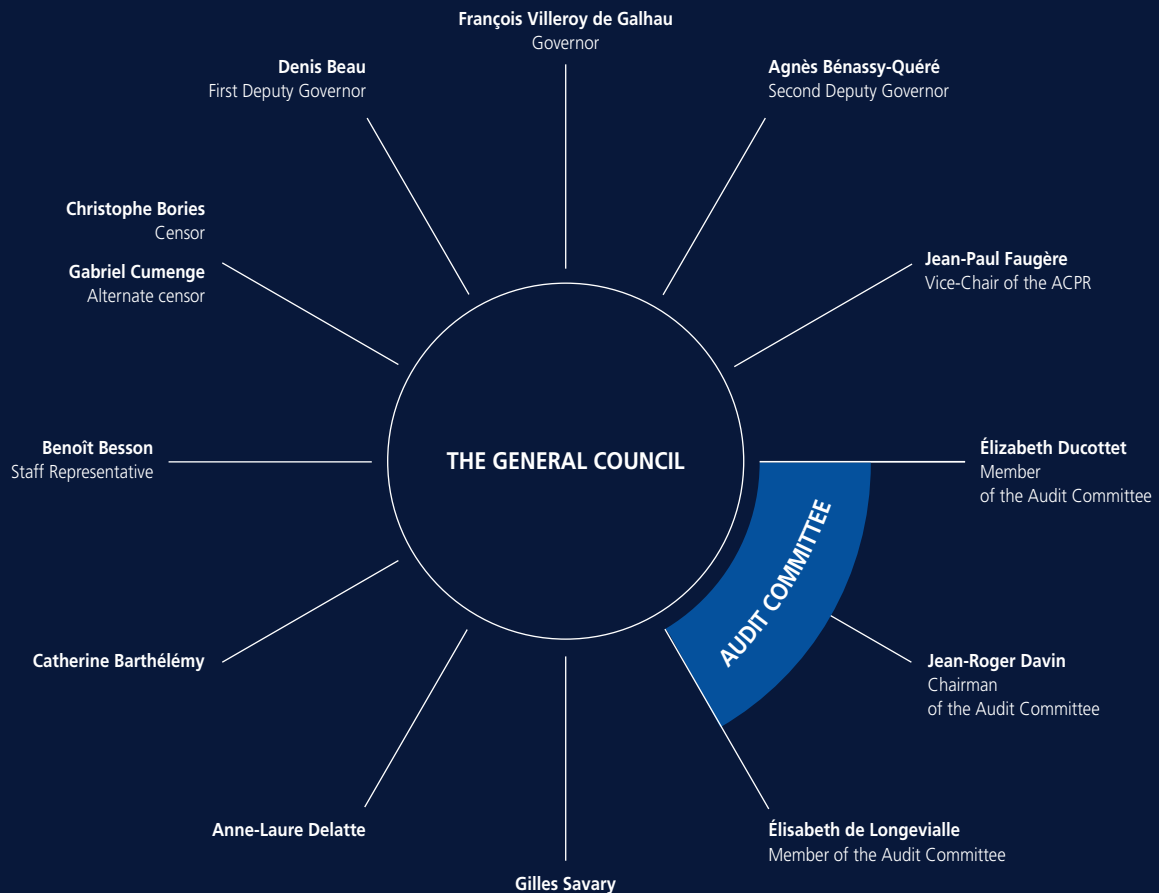 François Villeroy de Galhau
Governor
Denis Beau
First Deputy Governor
Agnès Bénassy-Quéré
Second Deputy Governor
Christophe Bories
Censor
Gabriel Cumenge
Alternate censor
Jean-Paul Faugère
Vice-Chair of the ACPR
Benoît Besson
Staff Representative
THE GENERAL COUNCIL
Élizabeth Ducottet
Member
of the Audit Committee
AUDIT COMMITTEE
Catherine Barthélémy
Jean-Roger Davin
Chairman
of the Audit Committee
Anne-Laure Delatte
Élisabeth de Longevialle
Member of the Audit Committee
Gilles Savary